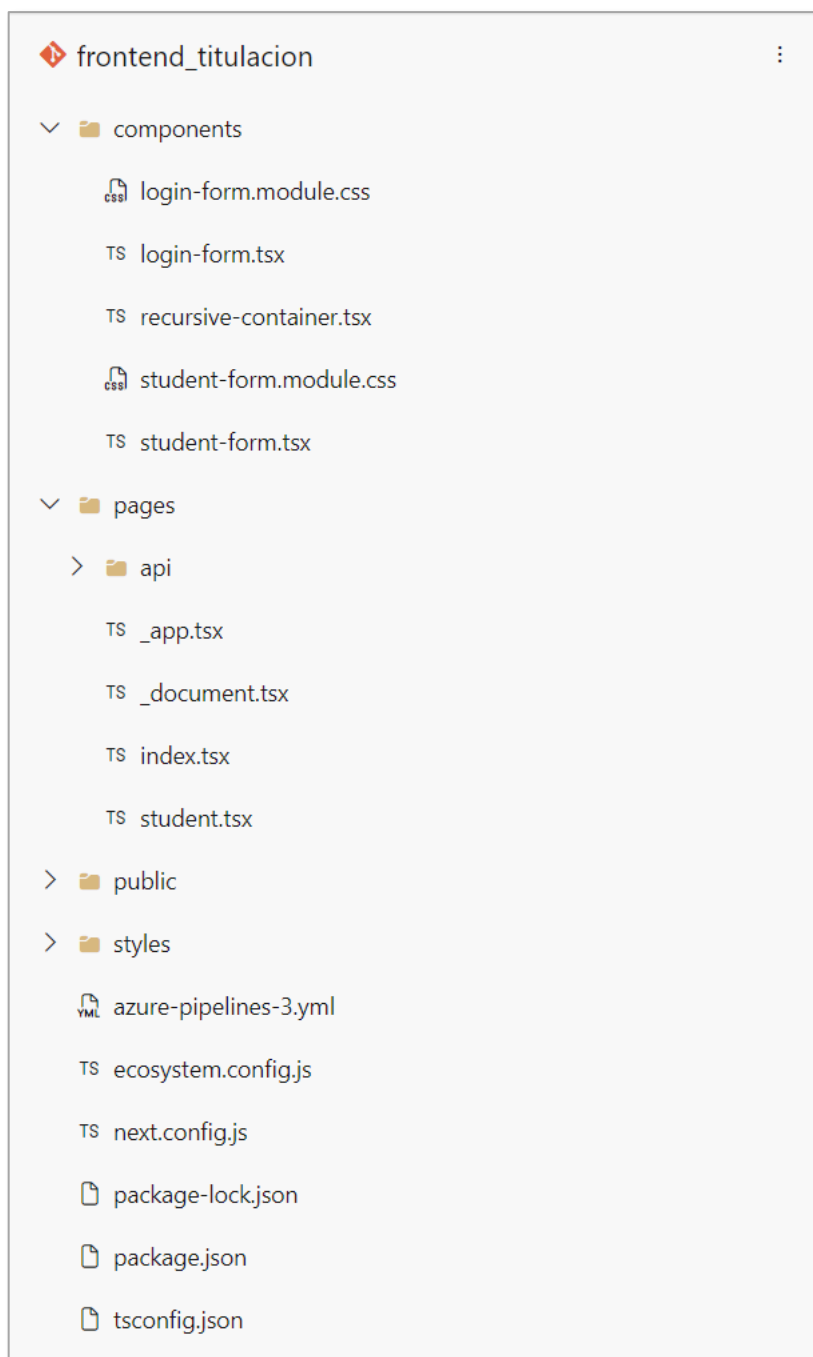 frontend_titulacion
components
CSS login-form.module.css
TS login-form.tsx
TS recursive-container.tsx
CSS student-form.module.css
TS student-form.tsx
pages
api
TS _app.tsx
TS _document.tsx
TS index.tsx
TS student.tsx
public
styles
YML azure-pipelines-3.yml
TS ecosystem.config.js
TS next.config.js
package-lock.json
package.json
tsconfig.json